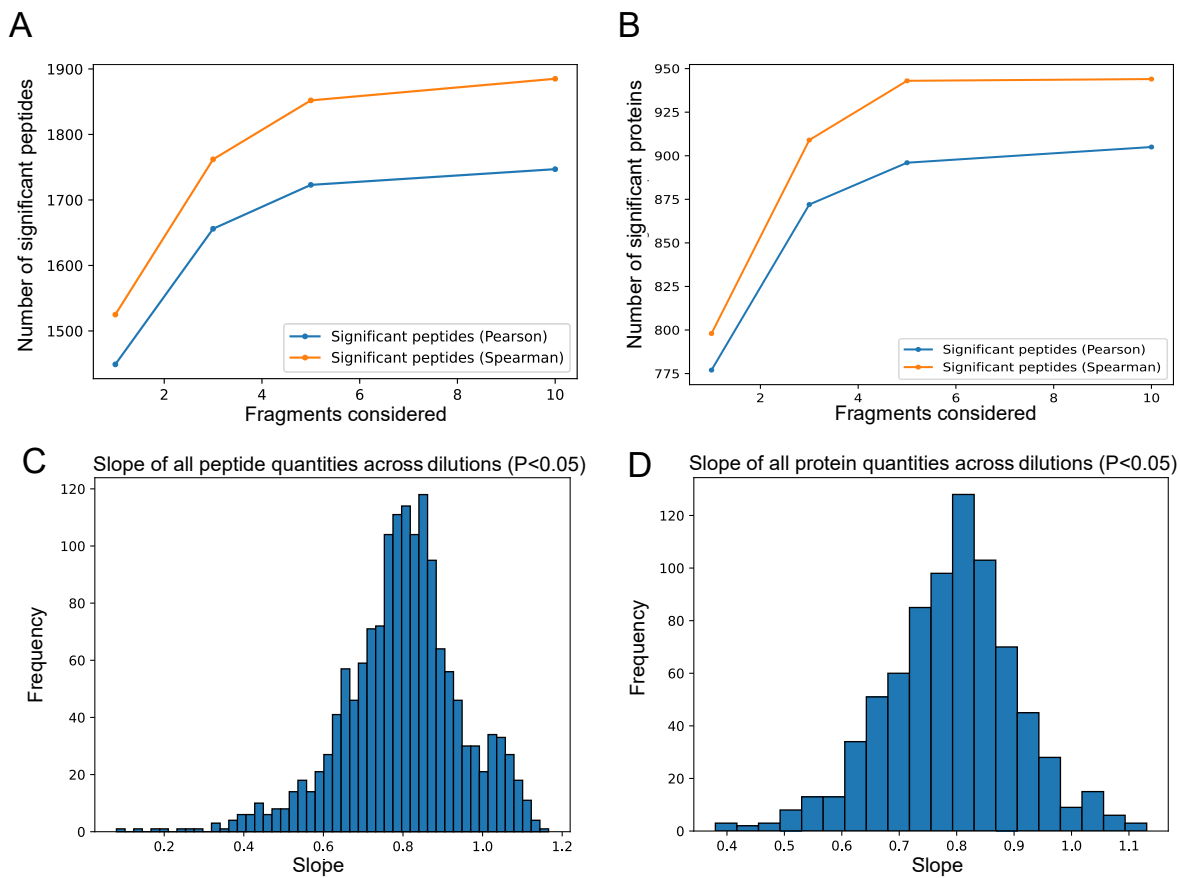 A
B
1900
1800
1700
1600
1500
Number of significant peptides
Significant peptides (Pearson)
Significant peptides (Spearman)
2
4
6
8
10
Fragments considered
950
925
900
875
850
825
800
775
Number of significant proteins
Significant peptides (Pearson)
Significant peptides (Spearman)
2
4
6
8
10
Fragments considered
C
Slope of all peptide quantities across dilutions (P<0.05)
120
100
80
60
40
20
0
Frequency
0.2
0.4
0.6
0.8
1.0
1.2
Slope
D
Slope of all protein quantities across dilutions (P<0.05)
120
100
80
60
40
20
0
Frequency
0.4
0.5
0.6
0.7
0.8
0.9
1.0
1.1
Slope